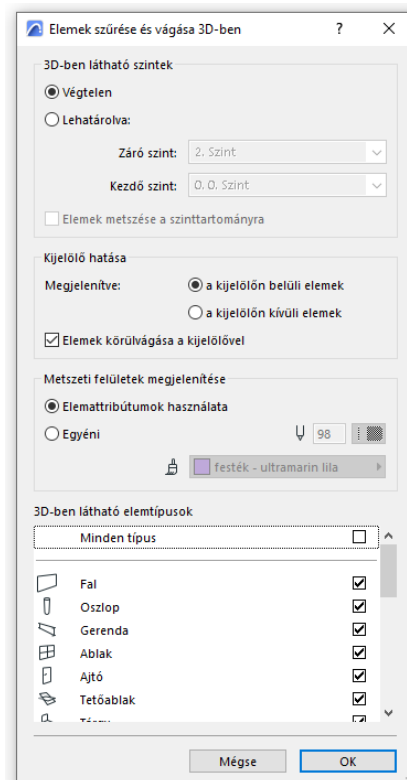 Elemek szűrése és vágása 3D-ben ?
3D-ben látható szintek
Végtelen
Lehatárolva:
Záró szint: 2. Szint
Kezdő szint: 0. 0. Szint
Elemek metszése a szinttartományra
Kijelölő hatása
Megjelenítve: a kijelölőn belüli elemek
a kijelölőn kívüli elemek
Elemek körülvágása a kijelölővel
Metszeti felületek megjelenítése
Elemattribútumok használata
Egyéni 98
festék - ultramarin lila
3D-ben látható elemtípusok
Minden típus
Fal
Oszlop
Gerenda
Ablak
Ajtó
Tetőablak
Mégse OK